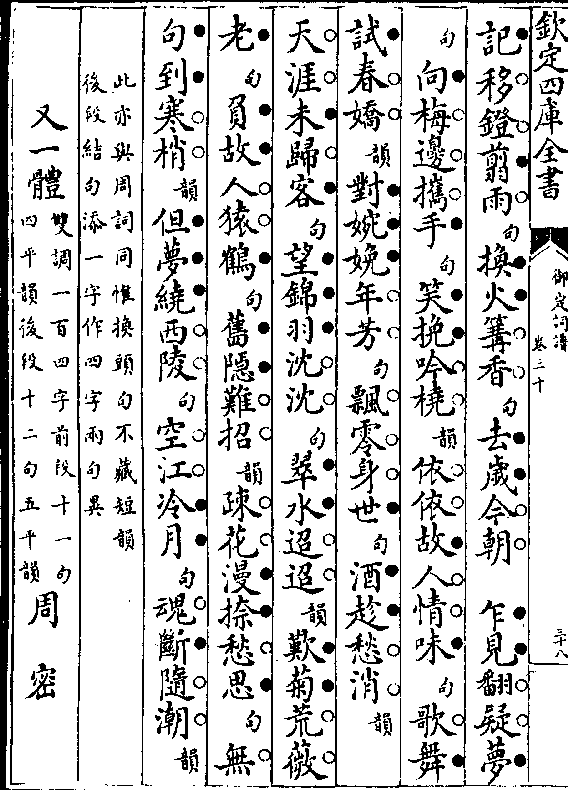 欽定四庫全書
御定詞譜
卷三十
三十八
記移鐙翦雨句換火篝香句去歲今朝 乍見翻疑夢
句向梅邊攜手句笑挽吟橈韻依依故人情味句歌舞
試春嬌韻對婉娩年芳句飄零身世句酒趁愁消韻
天涯未歸客句望錦羽沈沈句翠水迢迢韻歎菊荒薇
老句負故人猿鶴句舊隱難招韻疎花漫捺愁思句無
句到寒梢韻但夢繞西陵句空江冷月句魂斷隨潮韻
此亦與周詞同惟換頭句不藏短韻
後段結句添一字作四字兩句異
又一體雙調一百四字前段十一句
四平韻後段十二句五平韻周密